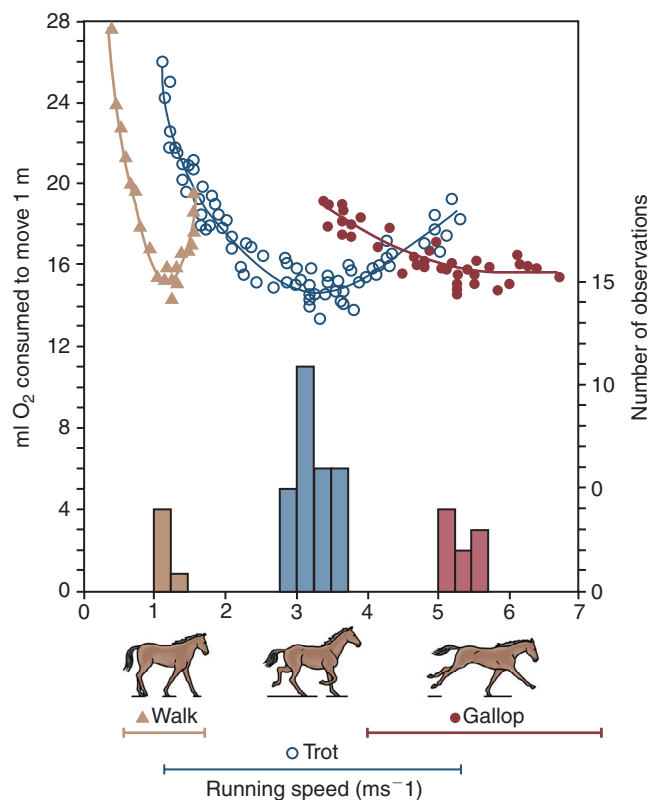 28
24
20
16
12
8
4
0
ml O₂ consumed to move 1 m
15
10
0
0
Number of observations
0 1 2 3 4 5 6 7
Walk
Gallop
Trot
Running speed (ms⁻1)